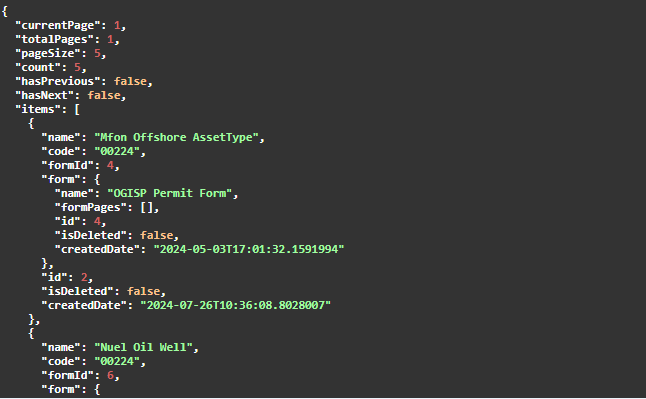 {
  "currentPage": 1,
  "totalPages": 1,
  "pageSize": 5,
  "count": 5,
  "hasPrevious": false,
  "hasNext": false,
  "items": [
    {
      "name": "Mfon Offshore AssetType",
      "code": "00224",
      "formId": 4,
      "form": {
        "name": "OGISP Permit Form",
        "formPages": [],
        "id": 4,
        "isDeleted": false,
        "createdDate": "2024-05-03T17:01:32.1591994"
      },
      "id": 2,
      "isDeleted": false,
      "createdDate": "2024-07-26T10:36:08.8028007"
    },
    {
      "name": "Nuel Oil Well",
      "code": "00224",
      "formId": 6,
      "form": {